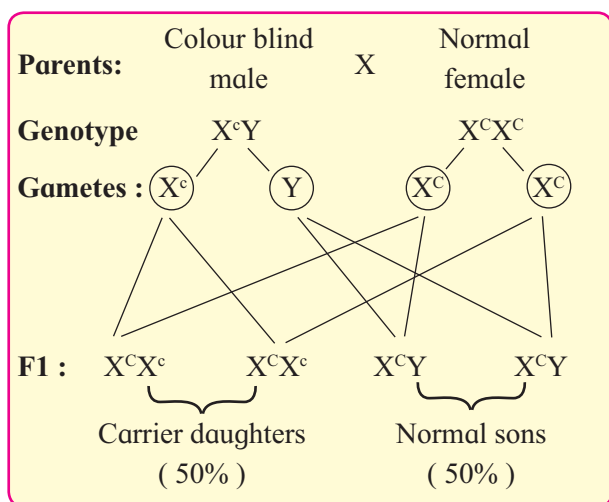 Parents: Colour blind male X Normal female
Genotype XᶜY XᶜXᶜ
Gametes : Xᶜ Y Xᶜ Xᶜ
F1 : XᶜXᶜ XᶜXᶜ XᶜY XᶜY
Carrier daughters Normal sons
( 50% ) ( 50% )